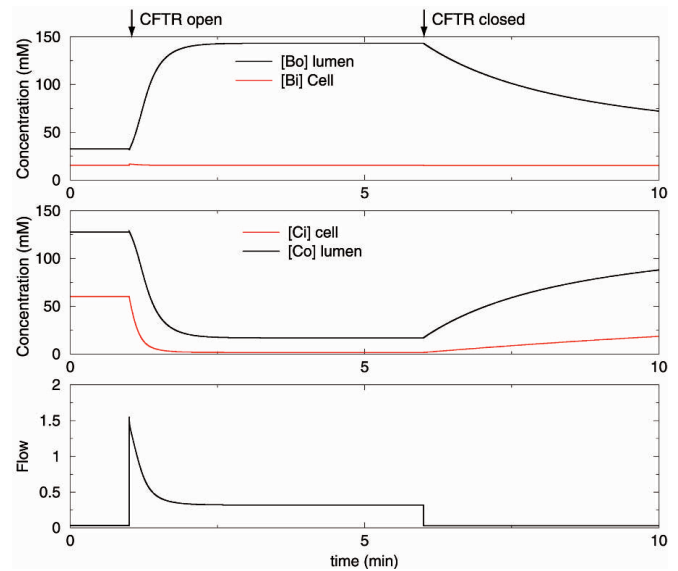 CFTR open CFTR closed
150
100
50
0
Concentration (mM)
[Bo] lumen
[Bi] Cell
0 5 10
150
100
50
0
Concentration (mM)
[Ci] cell
[Co] lumen
0 5 10
2
1.5
1
0.5
0
Flow
0 5 10
time (min)